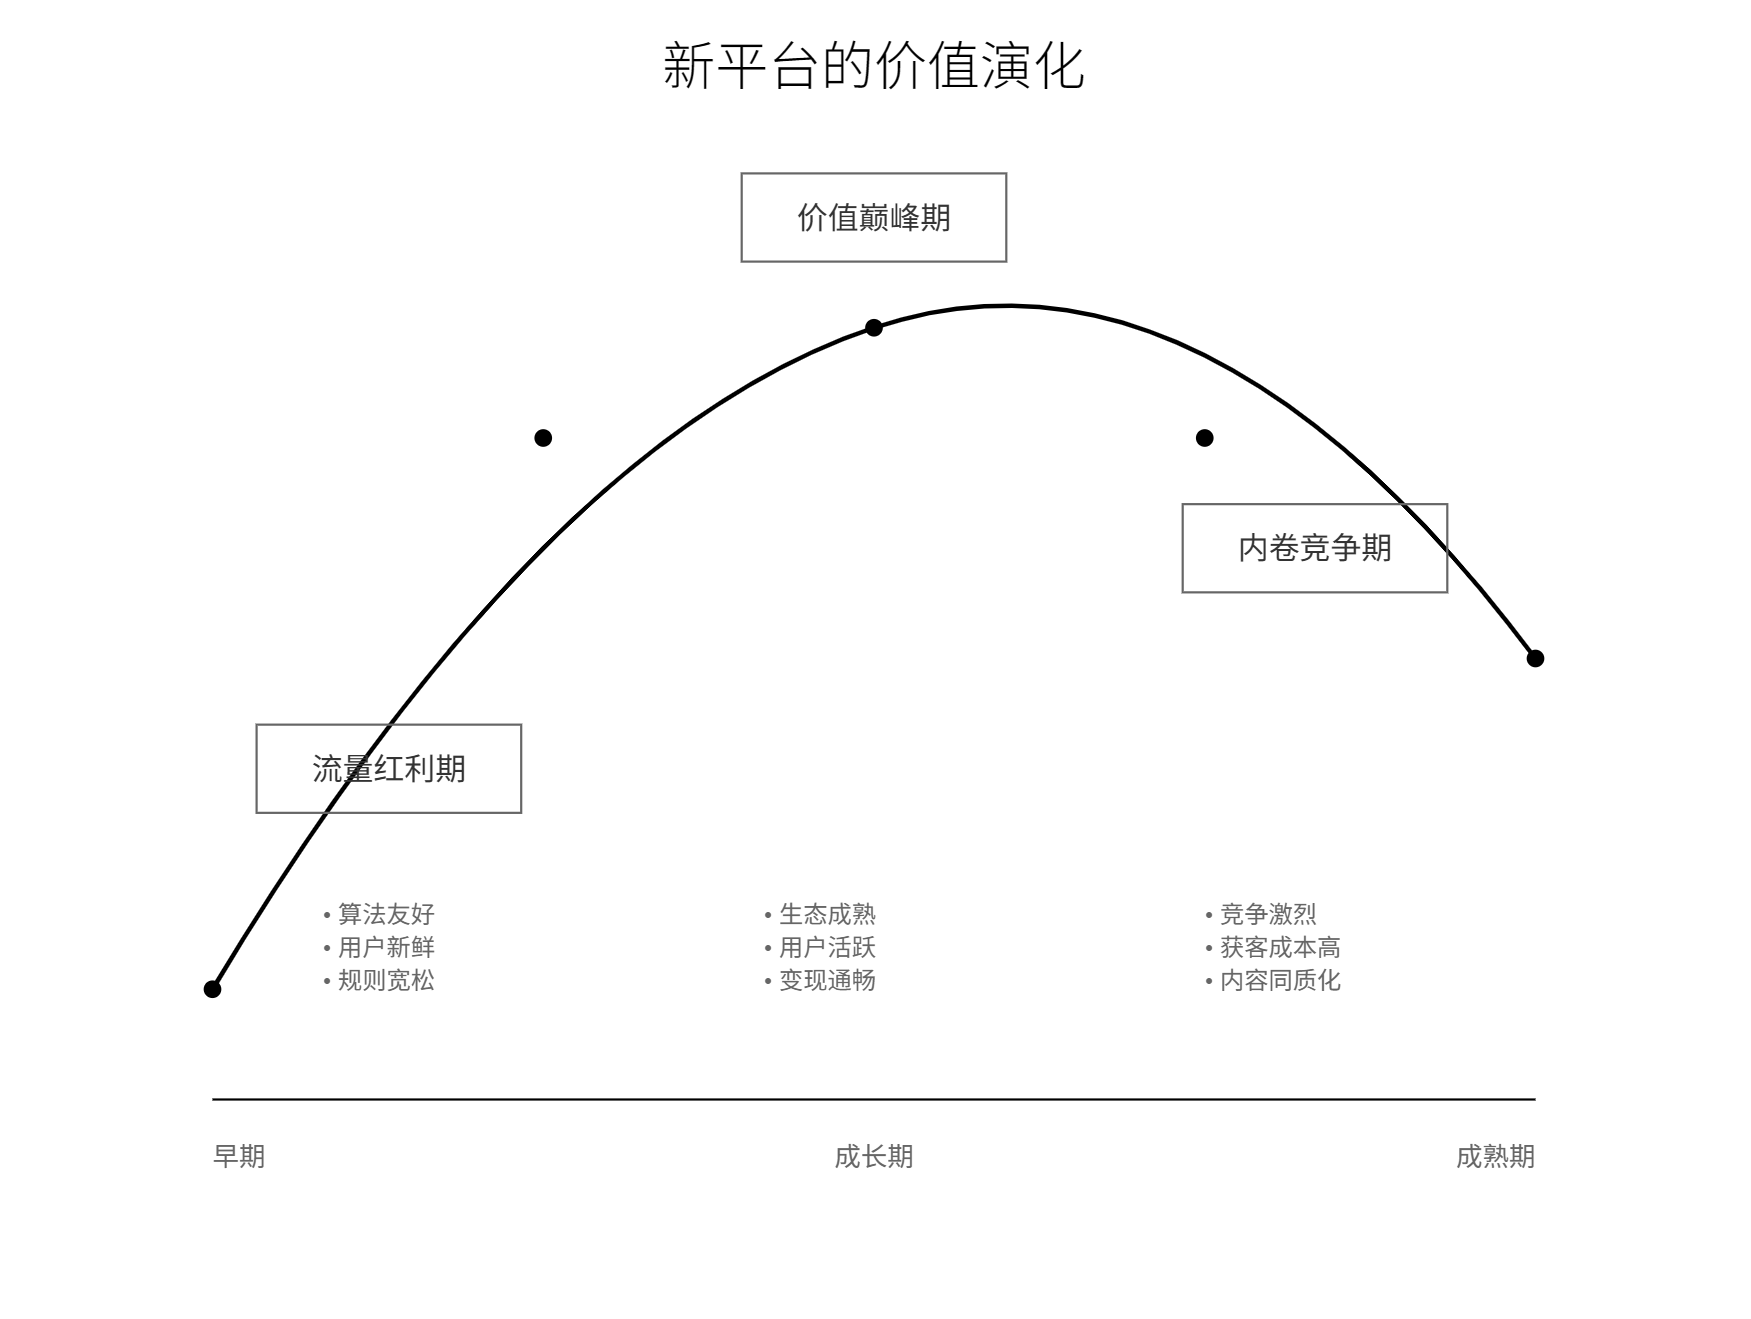 新平台的价值演化
价值巅峰期
内卷竞争期
流量红利期
• 算法友好
• 用户新鲜
• 规则宽松
• 生态成熟
• 用户活跃
• 变现通畅
• 竞争激烈
• 获客成本高
• 内容同质化
早期
成长期
成熟期